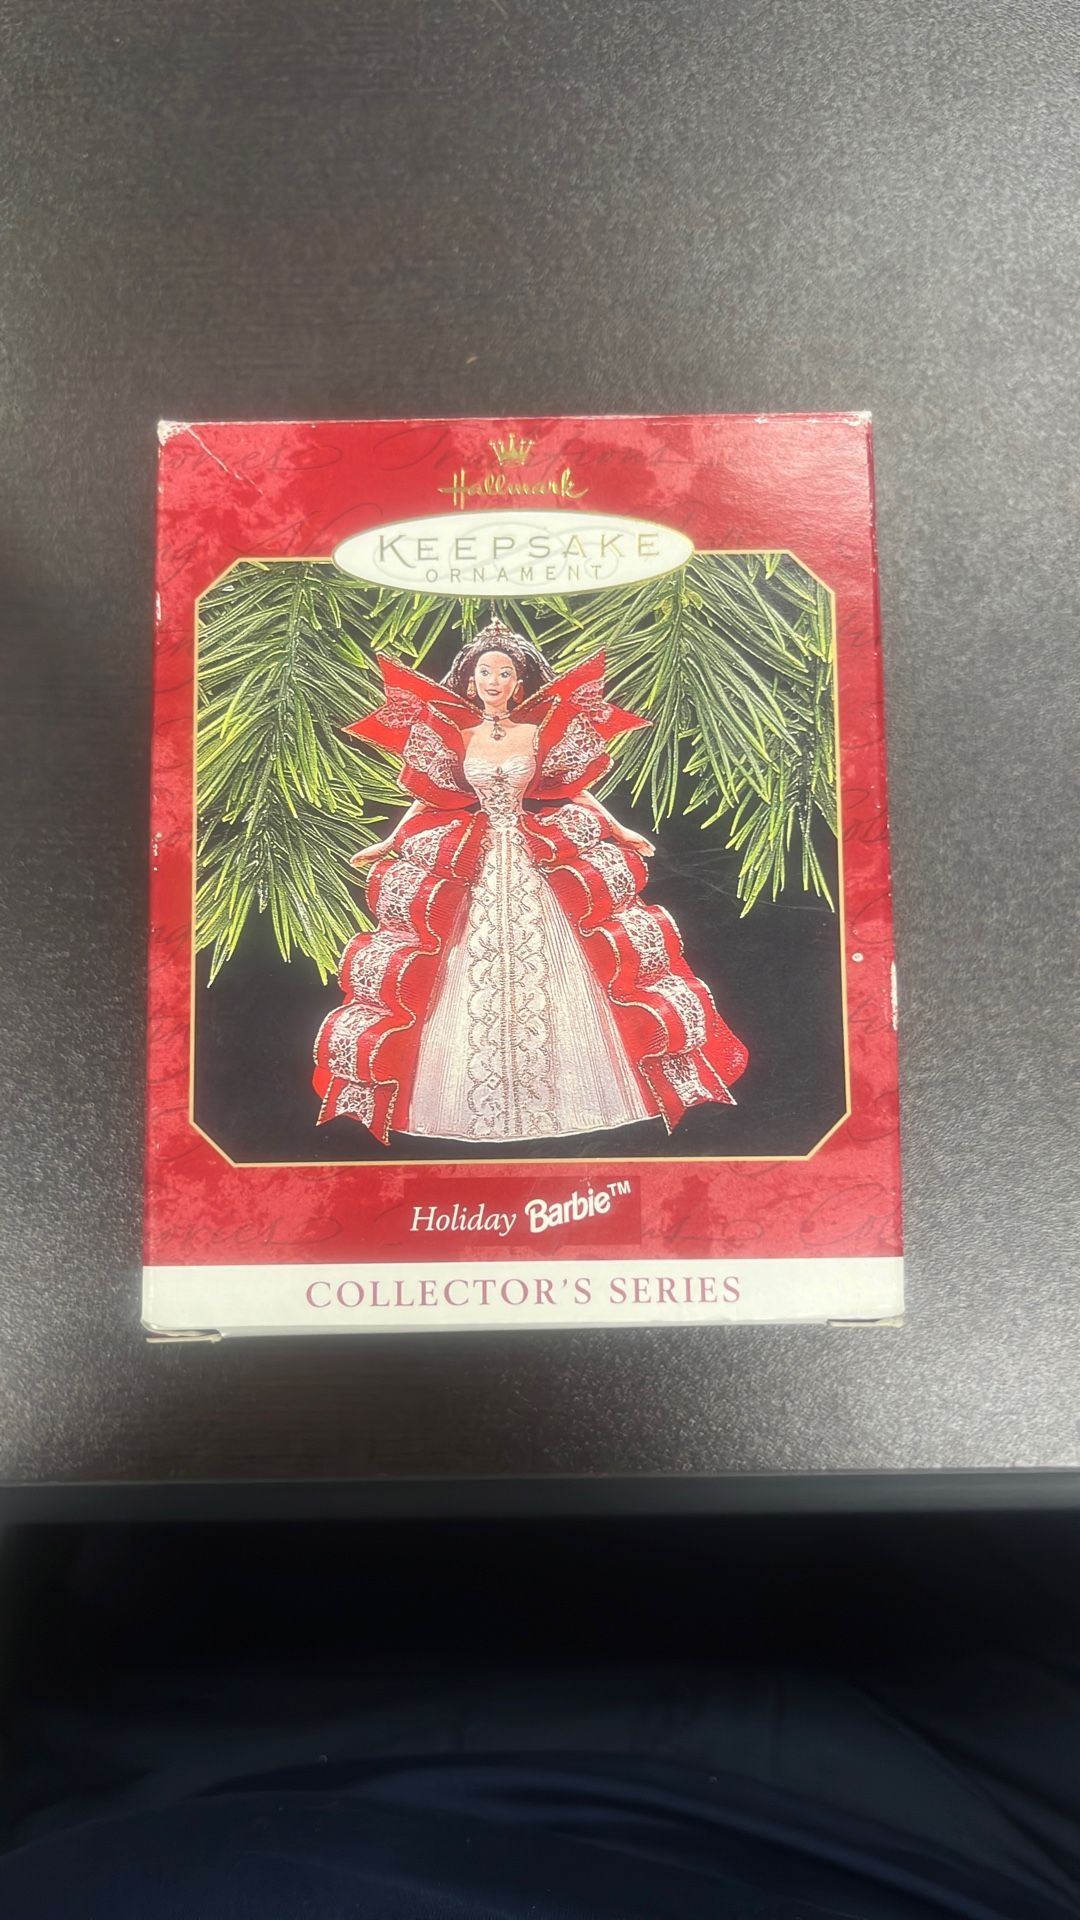 Hallmark
KEEPSAKE
ORNAMENT
Holiday Barbie™
COLLECTOR'S SERIES